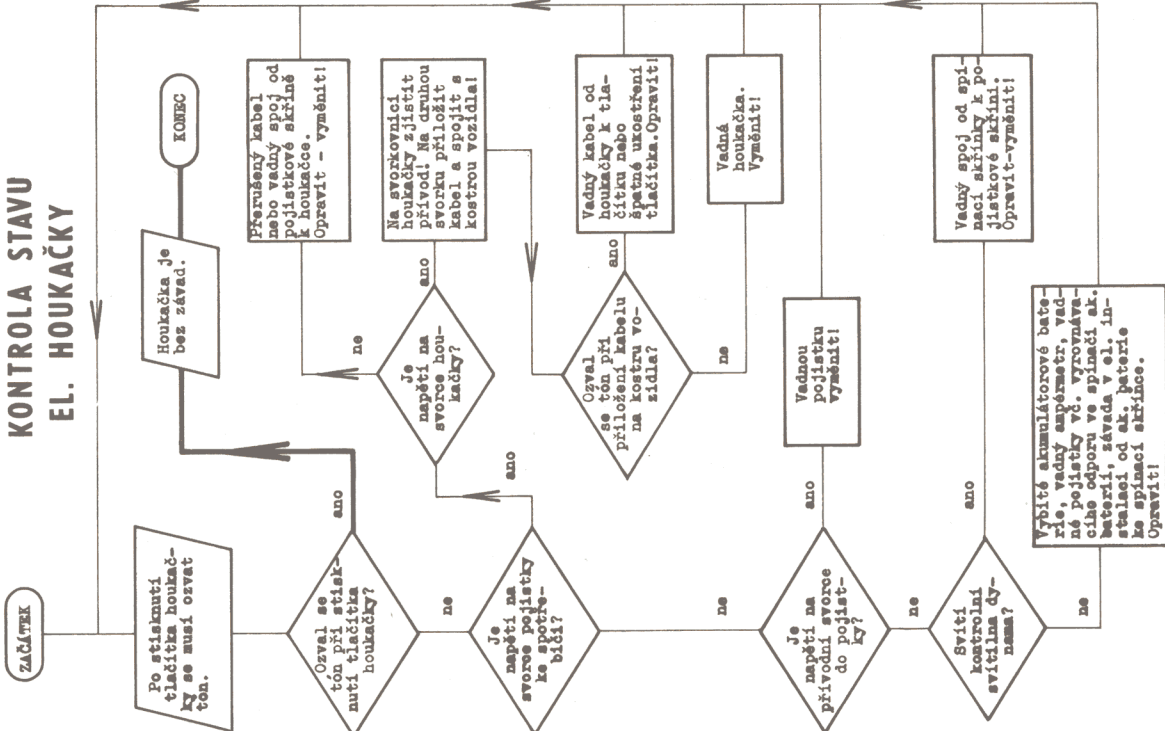 KONTROLA STAVU
EL. HOUKAČKY
ZAČÁTEK
Po stisknutí
tlačítka houkač-
ky se musí ozvat
ton.
Ozval se
tón při stisk-
nutí tlačítka
houkačky?
ano
ne
Houkačka je
bez závad.
KONEC
Je
napětí na
svorce pojistky
ke spotře-
biči?
ano
ne
Je
napětí na
svorce hou-
kačky?
ne
ano
Přerušený kabel
nebo vadný spoj od
pojistkové skříně
k houkačce.
Opravit - vyměnit!
Na svorkovnici
houkačky zjistit
přívod! Na druhou
svorku přiložit
kabel a spojit s
kostrou vozidla!
Ozval
se tón při
přiložení kabelu
na kostru vo-
zidla?
ano
ne
Vadný kabel od
houkačky k tla-
čítku nebo
špatné ukostření
tlačítka.Opravit!
Vadná
houkačka.
Vyměnit!
Je
napětí na
přívodní svorce
do pojist-
ky?
ano
ne
Vadnou
pojistku
vyměnit!
Svítí
kontrolní
svítilna dy-
nama?
ano
ne
Vadný spoj od spí-
nací skříňky k po-
jistkové skříni.
Opravit-vyměnit!
Vybité akumulátorové bate-
rie, vadný ampérmetr, vad-
né pojistky vč. vyrovnáva-
cího odporu ve spínači ak.
baterií, závada v el. in-
stalaci od ak. baterie
ke spínací skříňce.
Opravit!